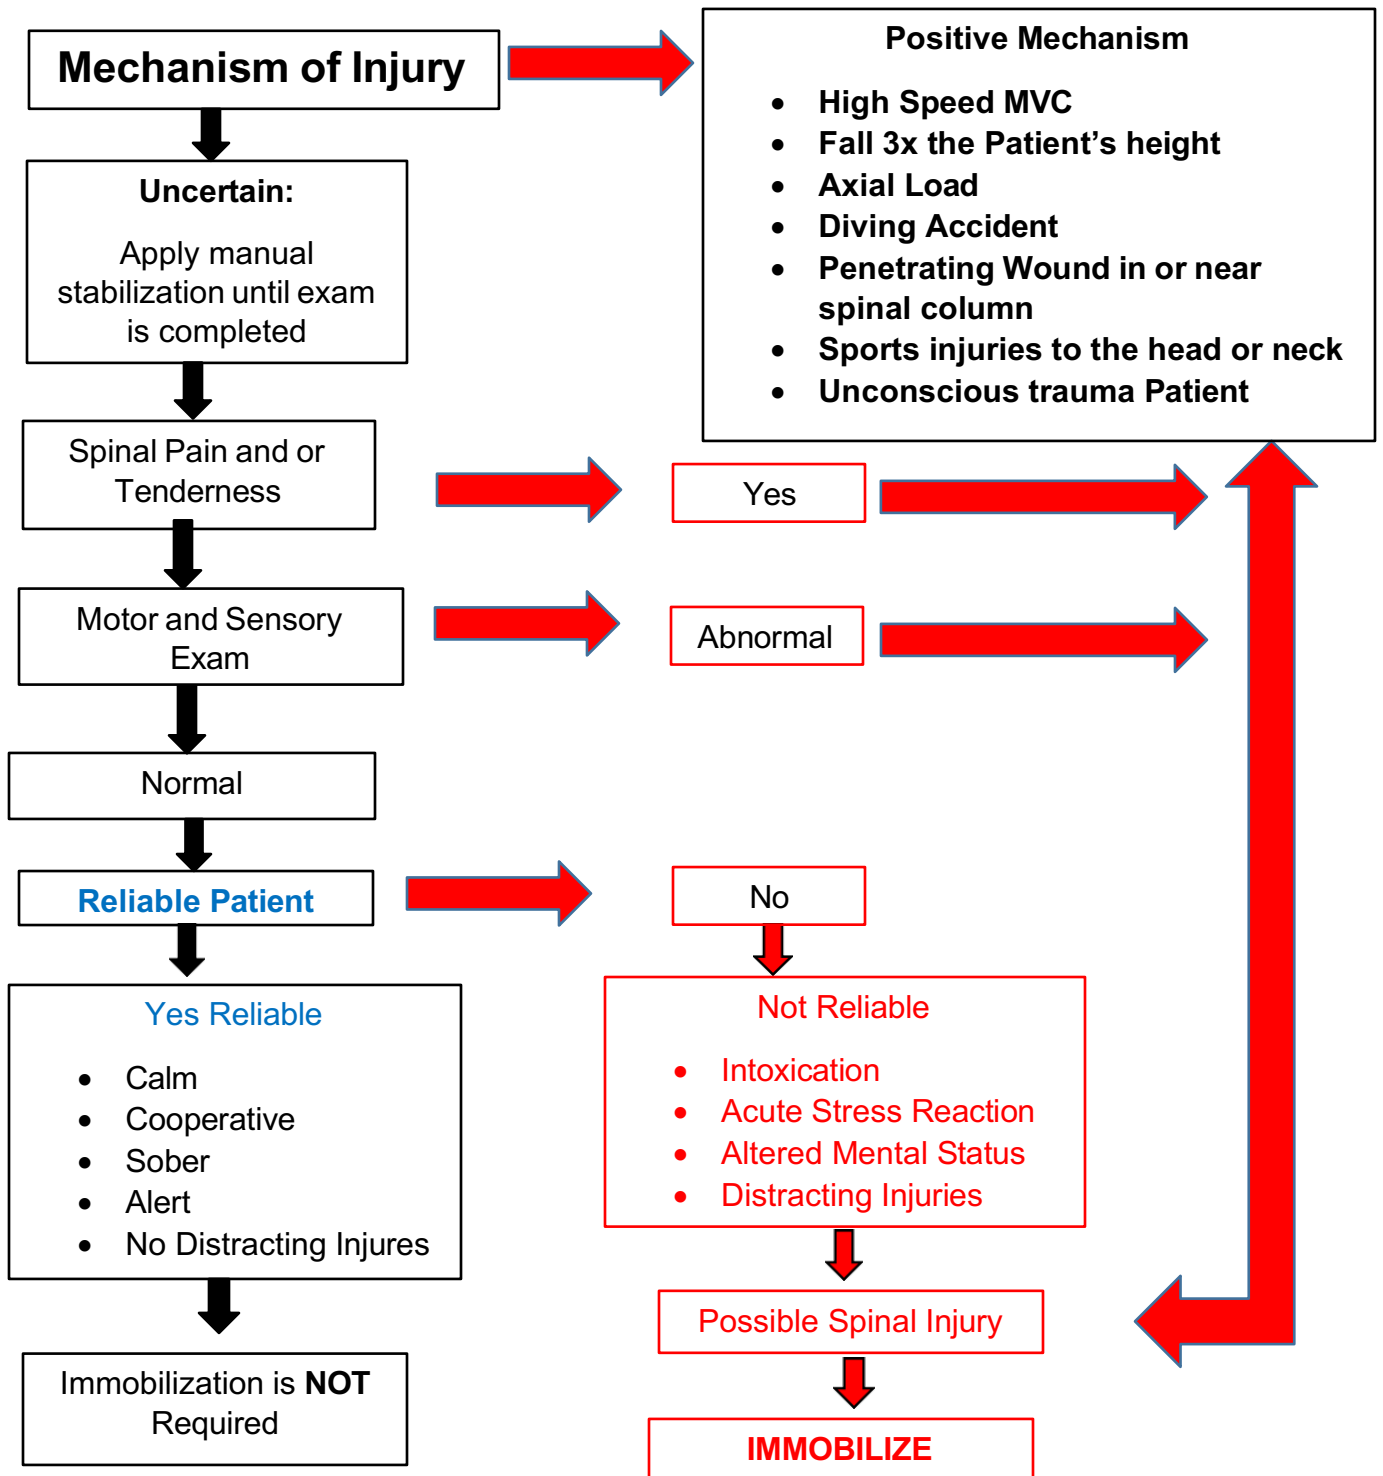 Mechanism of Injury
Positive Mechanism
• High Speed MVC
• Fall 3x the Patient’s height
• Axial Load
• Diving Accident
• Penetrating Wound in or near
spinal column
• Sports injuries to the head or neck
• Unconscious trauma Patient
Uncertain:
Apply manual
stabilization until exam
is completed
Spinal Pain and or
Tenderness
Yes
Motor and Sensory
Exam
Abnormal
Normal
Reliable Patient
No
Yes Reliable
• Calm
• Cooperative
• Sober
• Alert
• No Distracting Injures
Not Reliable
• Intoxication
• Acute Stress Reaction
• Altered Mental Status
• Distracting Injuries
Possible Spinal Injury
Immobilization is NOT
Required
IMMOBILIZE